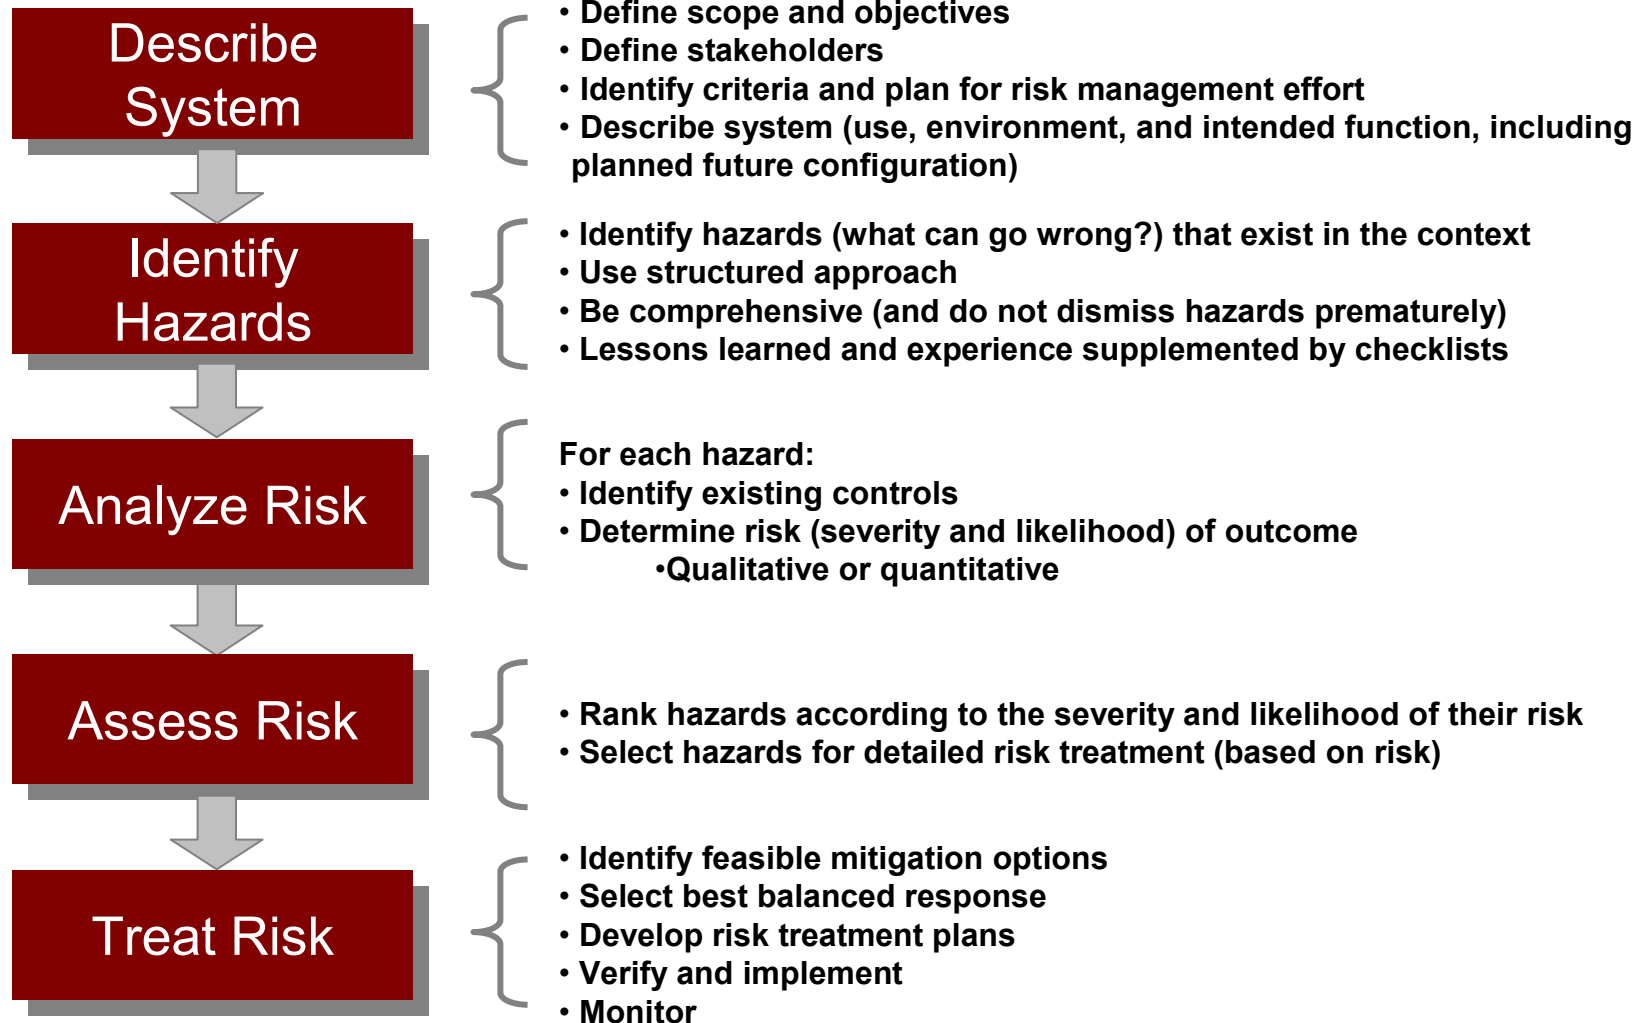 Describe
System
• Define scope and objectives
• Define stakeholders
• Identify criteria and plan for risk management effort
• Describe system (use, environment, and intended function, including
planned future configuration)
Identify
Hazards
• Identify hazards (what can go wrong?) that exist in the context
• Use structured approach
• Be comprehensive (and do not dismiss hazards prematurely)
• Lessons learned and experience supplemented by checklists
Analyze Risk
For each hazard:
• Identify existing controls
• Determine risk (severity and likelihood) of outcome
•Qualitative or quantitative
Assess Risk
• Rank hazards according to the severity and likelihood of their risk
• Select hazards for detailed risk treatment (based on risk)
Treat Risk
• Identify feasible mitigation options
• Select best balanced response
• Develop risk treatment plans
• Verify and implement
• Monitor